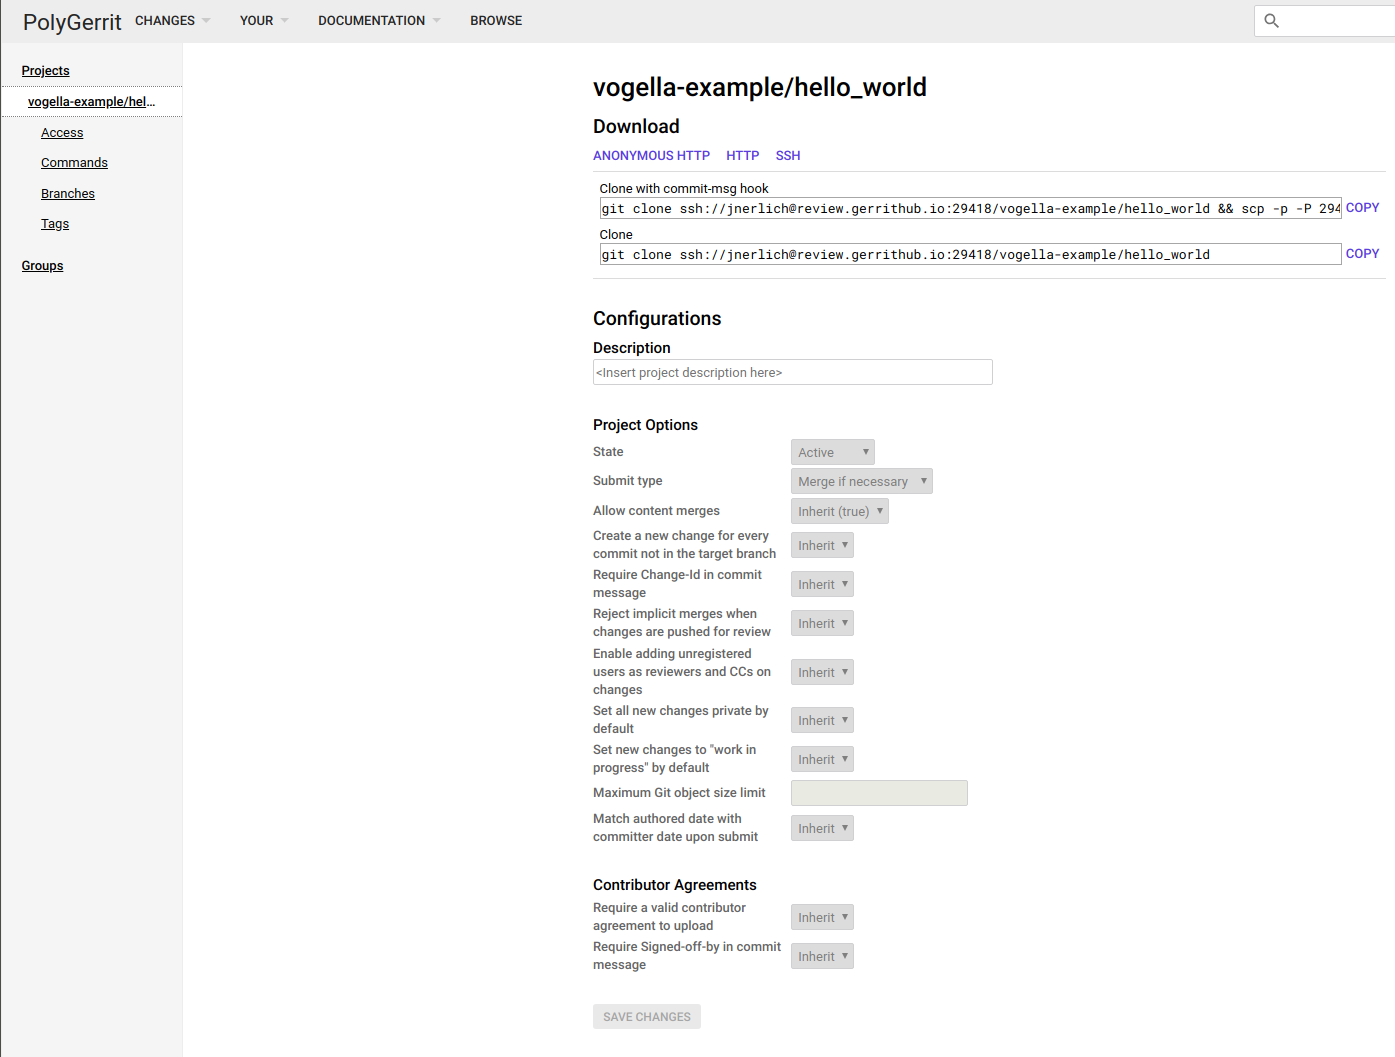 PolyGerrit CHANGES YOUR DOCUMENTATION BROWSE
Projects
vogella-example/hel...
Access
Commands
Branches
Tags
Groups
vogella-example/hello_world
Download
ANONYMOUS HTTP HTTP SSH
Clone with commit-msg hook
git clone ssh://jnerlich@review.gerrithub.io:29418/vogella-example/hello_world && scp -p -P 294 COPY
Clone
git clone ssh://jnerlich@review.gerrithub.io:29418/vogella-example/hello_world COPY
Configurations
Description
<Insert project description here>
Project Options
State Active
Submit type Merge if necessary
Allow content merges Inherit (true)
Create a new change for every
commit not in the target branch Inherit
Require Change-Id in commit
message Inherit
Reject implicit merges when
changes are pushed for review Inherit
Enable adding unregistered
users as reviewers and CCs on
changes Inherit
Set all new changes private by
default Inherit
Set new changes to "work in
progress" by default Inherit
Maximum Git object size limit
Match authored date with
committer date upon submit Inherit
Contributor Agreements
Require a valid contributor
agreement to upload Inherit
Require Signed-off-by in commit
message Inherit
SAVE CHANGES